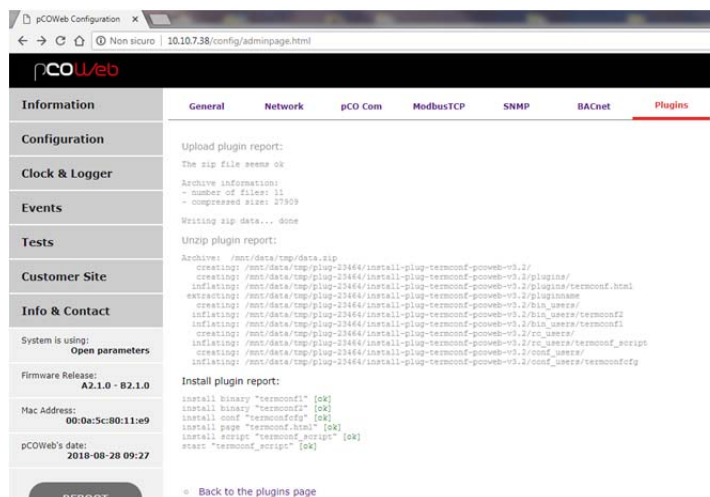 pCOWeb Configuration
Non sicuro | 10.10.7.38/config/adminpage.html
pCOWeb
Information
Configuration
Clock & Logger
Events
Tests
Customer Site
Info & Contact
System is using:
Open parameters
Firmware Release:
A2.1.0 - B2.1.0
Mac Address:
00:0a:5c:80:11:e9
pCOWeb's date:
2018-08-28 09:27
REBOOT
General Network pCO Com ModbusTCP SNMP BACnet Plugins
Upload plugin report:
The zip file seems ok
Archive information:
- number of files: 11
- compressed size: 27909
Writing zip data... done
Unzip plugin report:
Archive: /mnt/data/tmp/data.zip
creating: /mnt/data/tmp/plug-23464/install-plug-termconf-pcoweb-v3.2/
creating: /mnt/data/tmp/plug-23464/install-plug-termconf-pcoweb-v3.2/plugins/
inflating: /mnt/data/tmp/plug-23464/install-plug-termconf-pcoweb-v3.2/plugins/termconf.html
extracting: /mnt/data/tmp/plug-23464/install-plug-termconf-pcoweb-v3.2/pluginname
creating: /mnt/data/tmp/plug-23464/install-plug-termconf-pcoweb-v3.2/bin_users/
inflating: /mnt/data/tmp/plug-23464/install-plug-termconf-pcoweb-v3.2/bin_users/termconf2
inflating: /mnt/data/tmp/plug-23464/install-plug-termconf-pcoweb-v3.2/bin_users/termconf1
creating: /mnt/data/tmp/plug-23464/install-plug-termconf-pcoweb-v3.2/rc_users/
inflating: /mnt/data/tmp/plug-23464/install-plug-termconf-pcoweb-v3.2/rc_users/termconf_script
creating: /mnt/data/tmp/plug-23464/install-plug-termconf-pcoweb-v3.2/conf_users/
inflating: /mnt/data/tmp/plug-23464/install-plug-termconf-pcoweb-v3.2/conf_users/termconfcfg
Install plugin report:
install binary "termconf1" [ok]
install binary "termconf2" [ok]
install conf "termconfcfg" [ok]
install page "termconf.html" [ok]
install script "termconf_script" [ok]
start "termconf_script" [ok]
Back to the plugins page